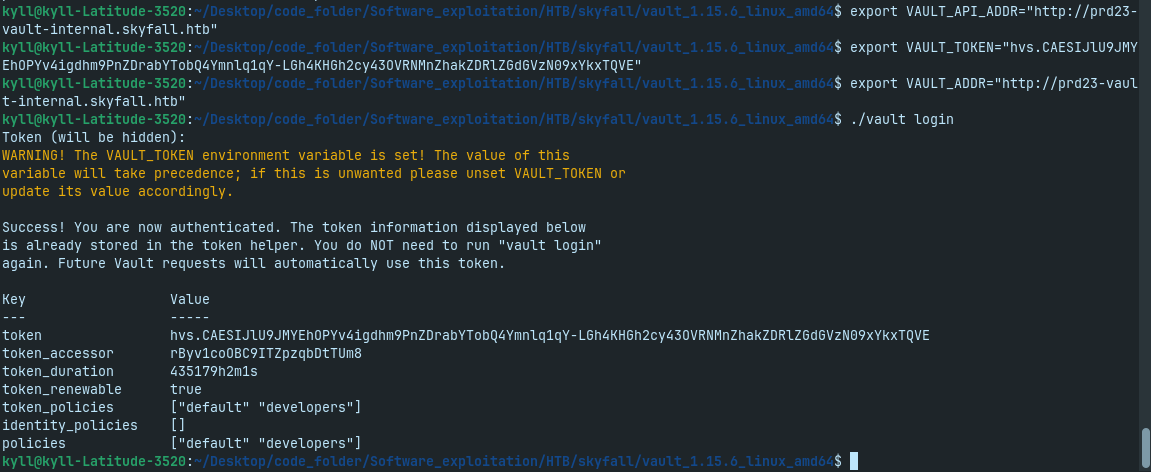 kyll@kyll-Latitude-3520:~/Desktop/code_folder/Software_exploitation/HTB/skyfall/vault_1.15.6_linux_amd64$ export VAULT_API_ADDR="http://prd23-
vault-internal.skyfall.htb"
kyll@kyll-Latitude-3520:~/Desktop/code_folder/Software_exploitation/HTB/skyfall/vault_1.15.6_linux_amd64$ export VAULT_TOKEN="hvs.CAESIJlU9JMY
EhOPYv4igdhm9PnZDrabYTobQ4Ymnlq1qY-LGh4KHGh2cy43OVRNMnZhakZDRlZGdGVzN09xYkxTQVE"
kyll@kyll-Latitude-3520:~/Desktop/code_folder/Software_exploitation/HTB/skyfall/vault_1.15.6_linux_amd64$ export VAULT_ADDR="http://prd23-vaul
t-internal.skyfall.htb"
kyll@kyll-Latitude-3520:~/Desktop/code_folder/Software_exploitation/HTB/skyfall/vault_1.15.6_linux_amd64$ ./vault login
Token (will be hidden):
WARNING! The VAULT_TOKEN environment variable is set! The value of this
variable will take precedence; if this is unwanted please unset VAULT_TOKEN or
update its value accordingly.
Success! You are now authenticated. The token information displayed below
is already stored in the token helper. You do NOT need to run "vault login"
again. Future Vault requests will automatically use this token.
Key Value
--- -----
token hvs.CAESIJlU9JMYEhOPYv4igdhm9PnZDrabYTobQ4Ymnlq1qY-LGh4KHGh2cy43OVRNMnZhakZDRlZGdGVzN09xYkxTQVE
token_accessor rByv1coOBC9ITZpzqbDtTUm8
token_duration 435179h2m1s
token_renewable true
token_policies ["default" "developers"]
identity_policies []
policies ["default" "developers"]
kyll@kyll-Latitude-3520:~/Desktop/code_folder/Software_exploitation/HTB/skyfall/vault_1.15.6_linux_amd64$